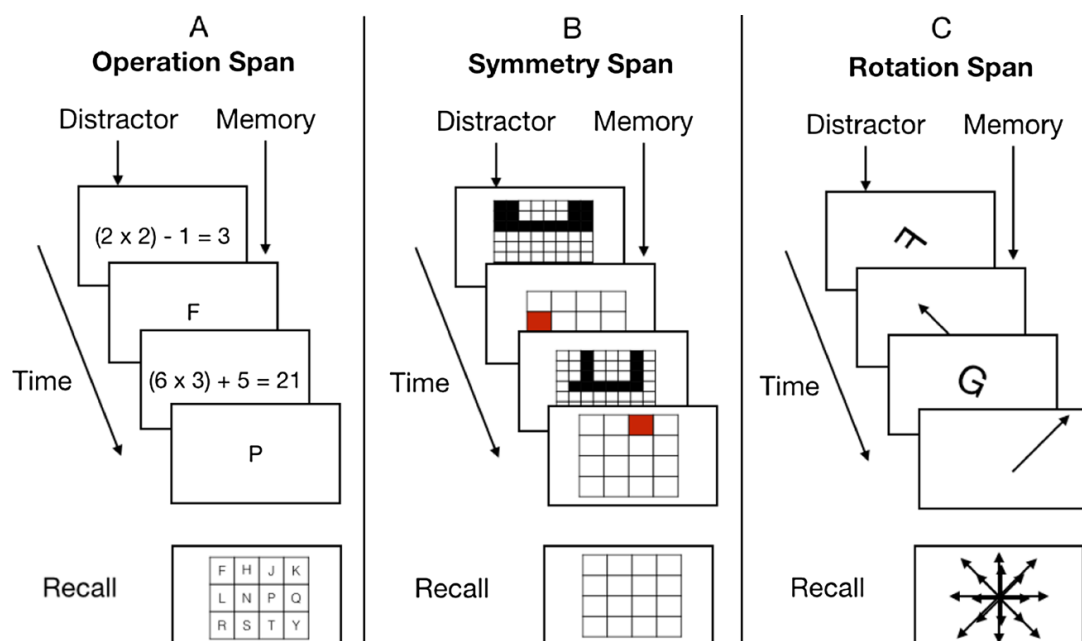 A
Operation Span
Distractor Memory
(2 x 2) - 1 = 3
F
(6 x 3) + 5 = 21
P
Time
Recall
F H J K
L N P Q
R S T Y
B
Symmetry Span
Distractor Memory
Time
Recall
C
Rotation Span
Distractor Memory
F
G
Time
Recall